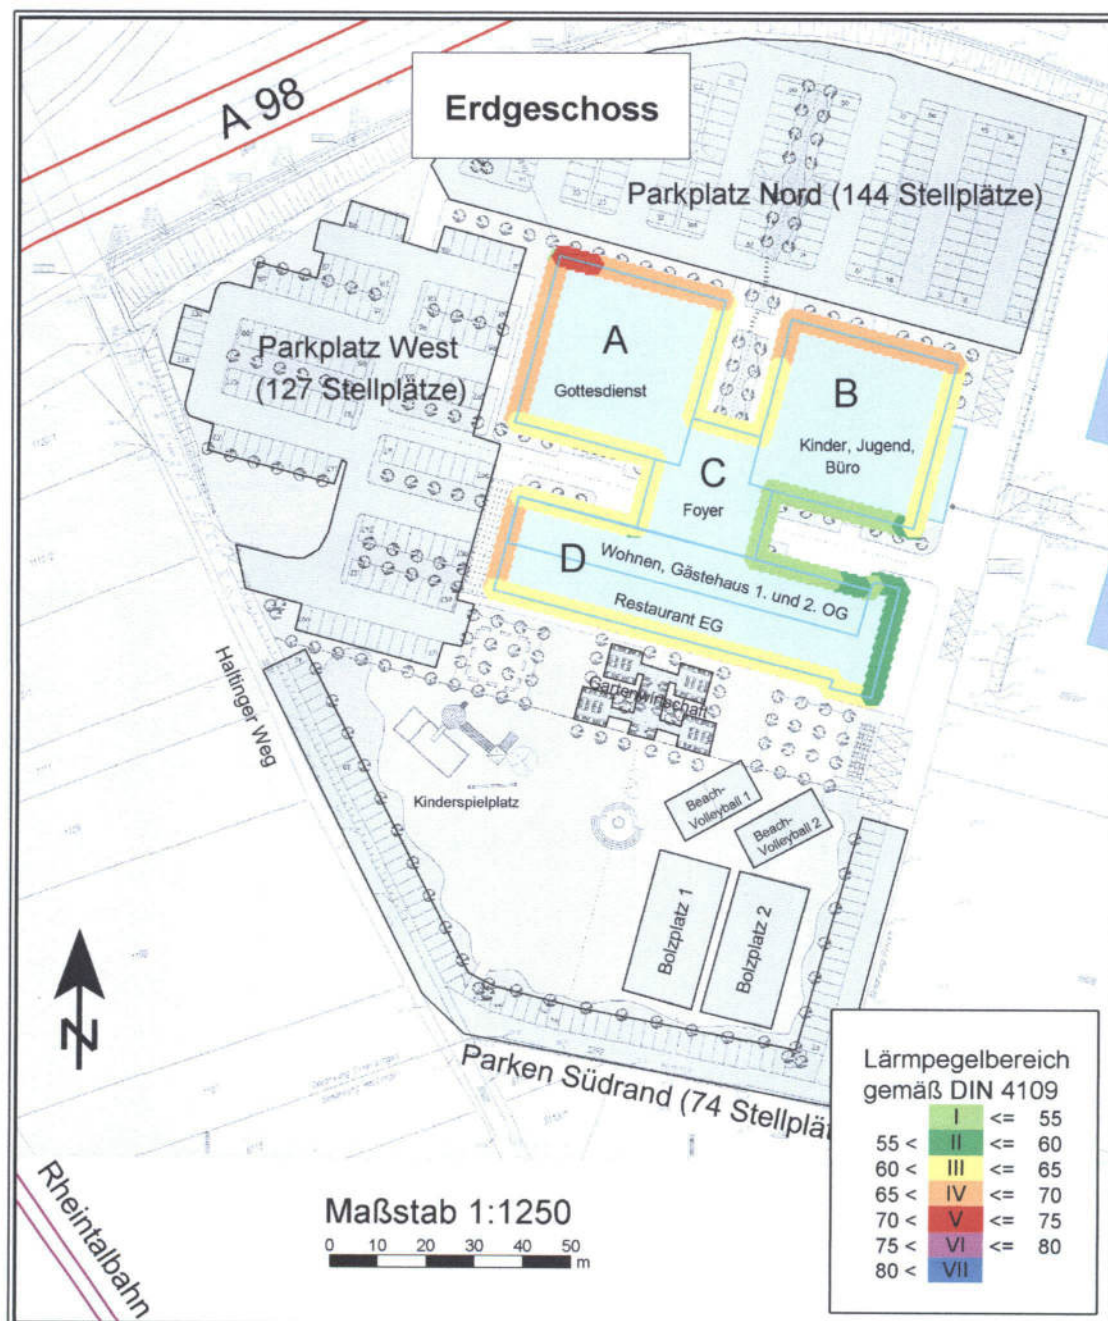 A 98
Erdgeschoss
Parkplatz Nord (144 Stellplätze)
Parkplatz West
(127 Stellplätze)
A
Gottesdienst
B
Kinder, Jugend,
Büro
C
Foyer
D
Wohnen, Gästehaus 1. und 2. OG
Restaurant EG
Gartenwirtschaft
Haltinger Weg
Kinderspielplatz
Beach-
Volleyball 1
Beach-
Volleyball 2
Bolzplatz 1
Bolzplatz 2
N
Parken Südrand (74 Stellplät
Rheintalbahn
Maßstab 1:1250
0 10 20 30 40 50
m
Lärmpegelbereich
gemäß DIN 4109
I <= 55
55 < II <= 60
60 < III <= 65
65 < IV <= 70
70 < V <= 75
75 < VI <= 80
80 < VII